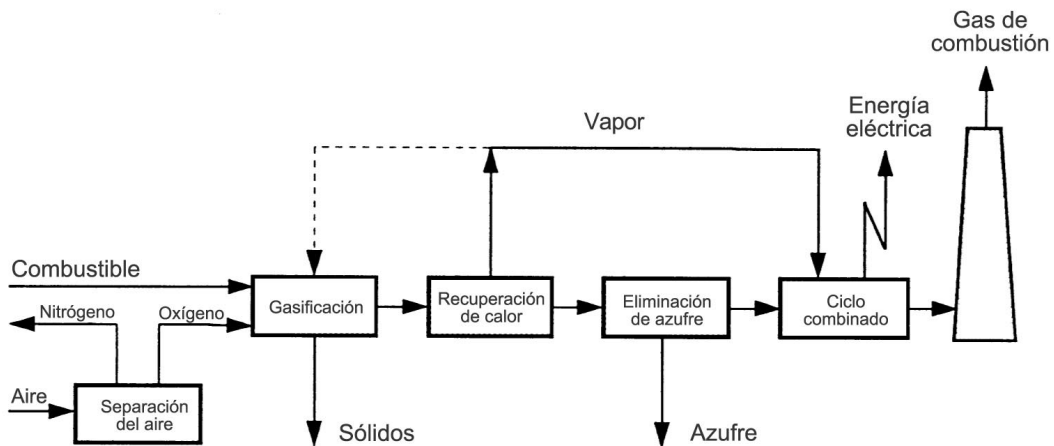 Gas de
combustión
Energía
eléctrica
Vapor
Combustible
Nitrógeno
Oxígeno
Gasificación
Recuperación
de calor
Eliminación
de azufre
Ciclo
combinado
Aire
Separación
del aire
Sólidos
Azufre